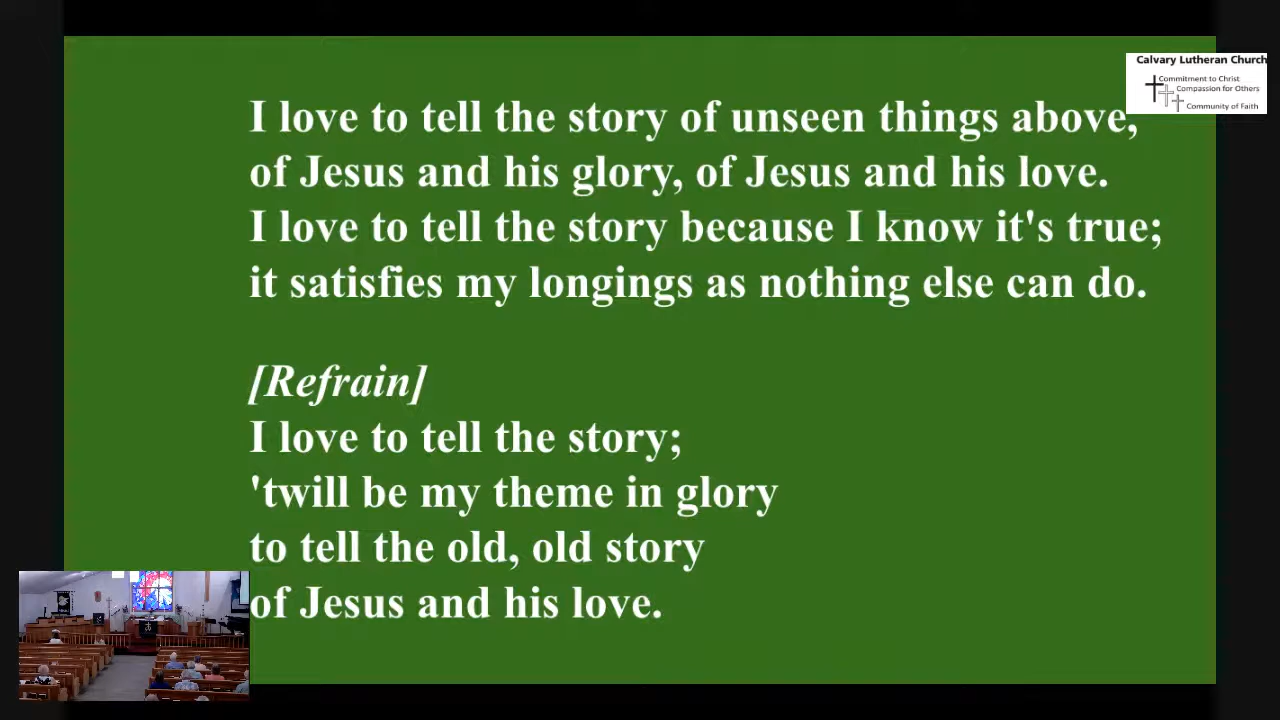 Calvary Lutheran Church
Commitment to Christ
Compassion for Others
Community of Faith
I love to tell the story of unseen things above,
of Jesus and his glory, of Jesus and his love.
I love to tell the story because I know it's true;
it satisfies my longings as nothing else can do.
[Refrain]
I love to tell the story;
'twill be my theme in glory
to tell the old, old story
of Jesus and his love.